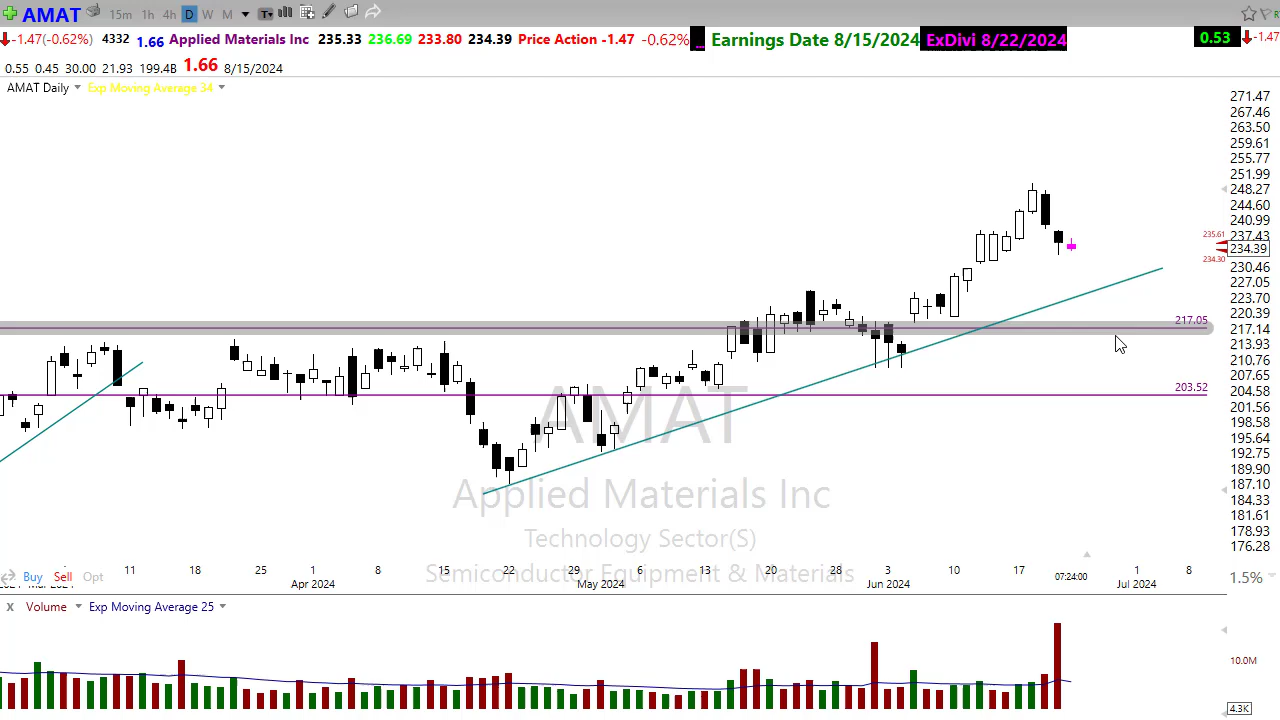 AMAT 15m 1h 4h D W M T
-1.47(-0.62%) 4332 1.66 Applied Materials Inc 235.33 236.69 233.80 234.39 Price Action -1.47 -0.62% Earnings Date 8/15/2024 ExDivi 8/22/2024 0.53 -1.47
0.55 0.45 30.00 21.93 199.4B 1.66 8/15/2024
AMAT Daily Exp Moving Average 34
271.47
267.46
263.50
259.61
255.77
251.99
248.27
244.60
240.99
235.61 237.43
234.39
234.30
230.46
227.05
223.70
220.39
217.05 217.14
213.93
210.76
207.65
203.52 204.58
201.56
198.58
195.64
192.75
189.90
187.10
184.33
181.61
178.93
176.28
AMAT
Applied Materials Inc
Technology Sector(S)
Semiconductor Equipment & Materials
11 18 25 1 8 15 22 29 6 13 20 28 3 10 17 1 8
Buy Sell Opt 07:24:00 1.5%
Apr 2024 May 2024 Jun 2024 Jul 2024
x Volume Exp Moving Average 25
10.0M
4.3K